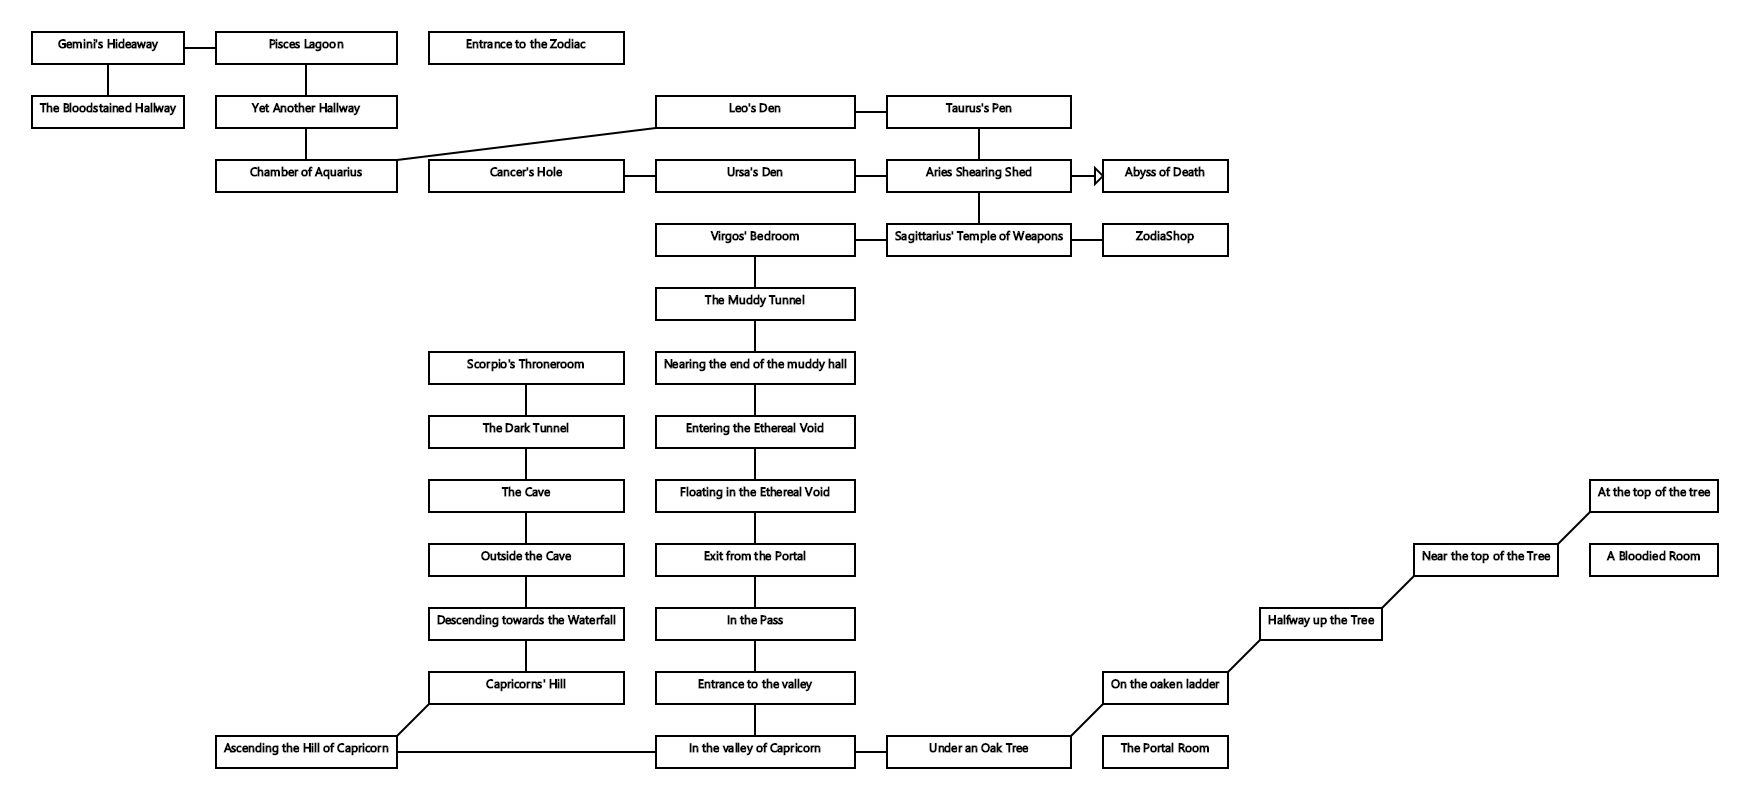 Gemini's Hideaway
Pisces Lagoon
Entrance to the Zodiac
The Bloodstained Hallway
Yet Another Hallway
Leo's Den
Taurus's Pen
Chamber of Aquarius
Cancer's Hole
Ursa's Den
Aries Shearing Shed
Abyss of Death
Virgos' Bedroom
Sagittarius' Temple of Weapons
ZodiaShop
The Muddy Tunnel
Scorpio's Throneroom
Nearing the end of the muddy hall
The Dark Tunnel
Entering the Ethereal Void
The Cave
Floating in the Ethereal Void
At the top of the tree
Outside the Cave
Exit from the Portal
Near the top of the Tree
A Bloodied Room
Descending towards the Waterfall
In the Pass
Halfway up the Tree
Capricorns' Hill
Entrance to the valley
On the oaken ladder
Ascending the Hill of Capricorn
In the valley of Capricorn
Under an Oak Tree
The Portal Room